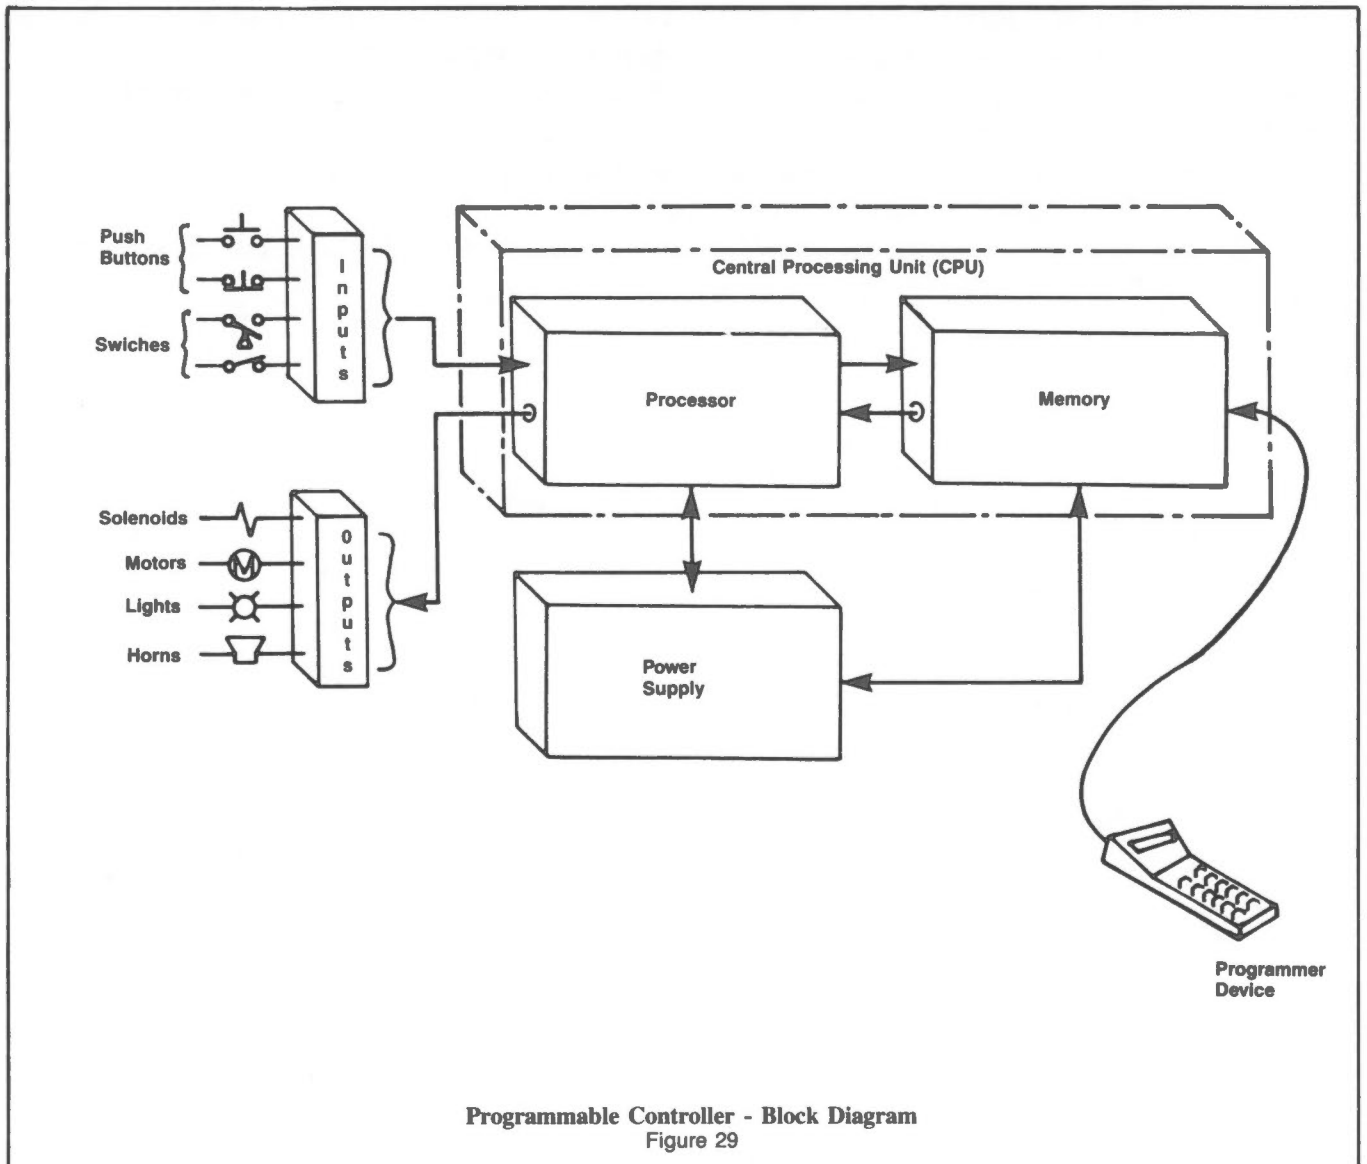 Push
Buttons
Swiches
Inputs
Solenoids
Motors
Lights
Horns
Outputs
Central Processing Unit (CPU)
Processor
Memory
Power
Supply
Programmer
Device
Programmable Controller - Block Diagram
Figure 29